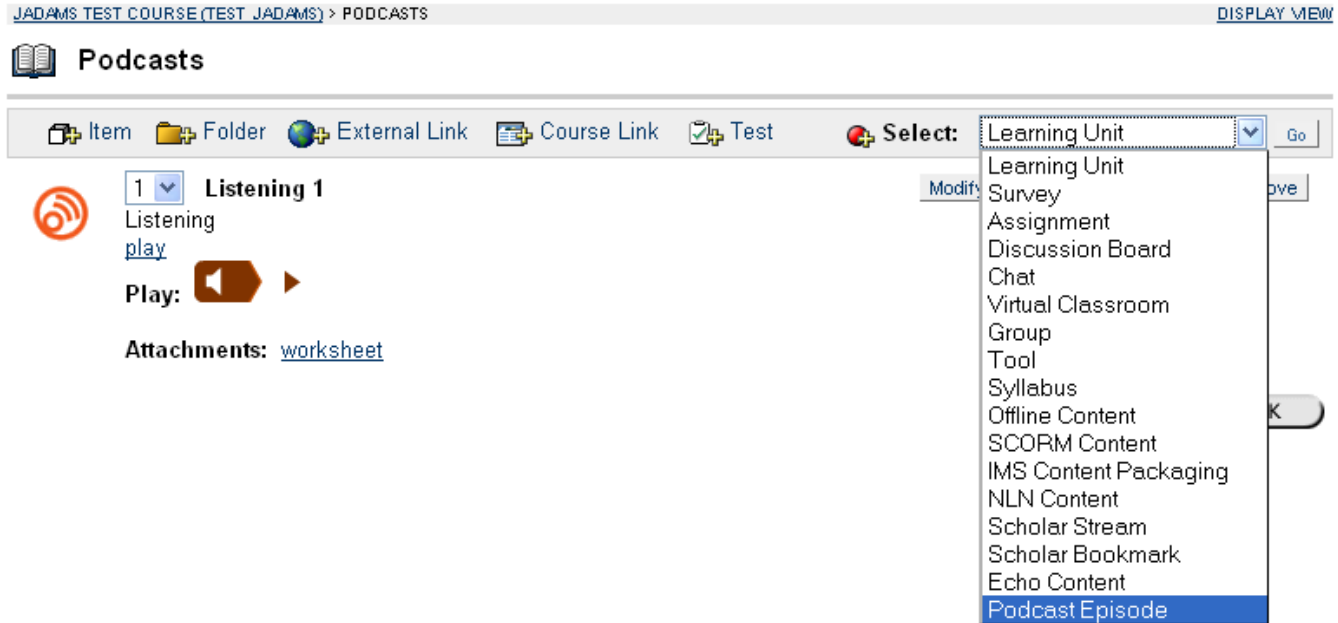 JADAMS TEST COURSE (TEST_JADAMS) > PODCASTS DISPLAY VIEW
Podcasts
Item Folder External Link Course Link Test Select: Learning Unit Go
1 Listening 1
Listening
play
Play:
Attachments: worksheet
Learning Unit
Survey
Assignment
Discussion Board
Chat
Virtual Classroom
Group
Tool
Syllabus
Offline Content
SCORM Content
IMS Content Packaging
NLN Content
Scholar Stream
Scholar Bookmark
Echo Content
Podcast Episode